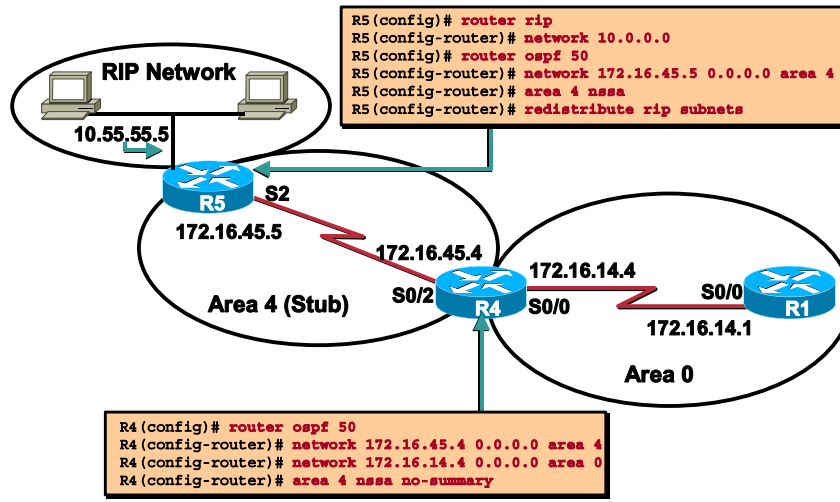 R5(config)# router rip
R5(config-router)# network 10.0.0.0
R5(config)# router ospf 50
R5(config-router)# network 172.16.45.5 0.0.0.0 area 4
R5(config-router)# area 4 nssa
R5(config-router)# redistribute rip subnets
RIP Network
10.55.55.5
R5
S2
172.16.45.5
172.16.45.4
Area 4 (Stub)
S0/2
R4
172.16.14.4
S0/0
S0/0
R1
172.16.14.1
Area 0
R4(config)# router ospf 50
R4(config-router)# network 172.16.45.4 0.0.0.0 area 4
R4(config-router)# network 172.16.14.4 0.0.0.0 area 0
R4(config-router)# area 4 nssa no-summary